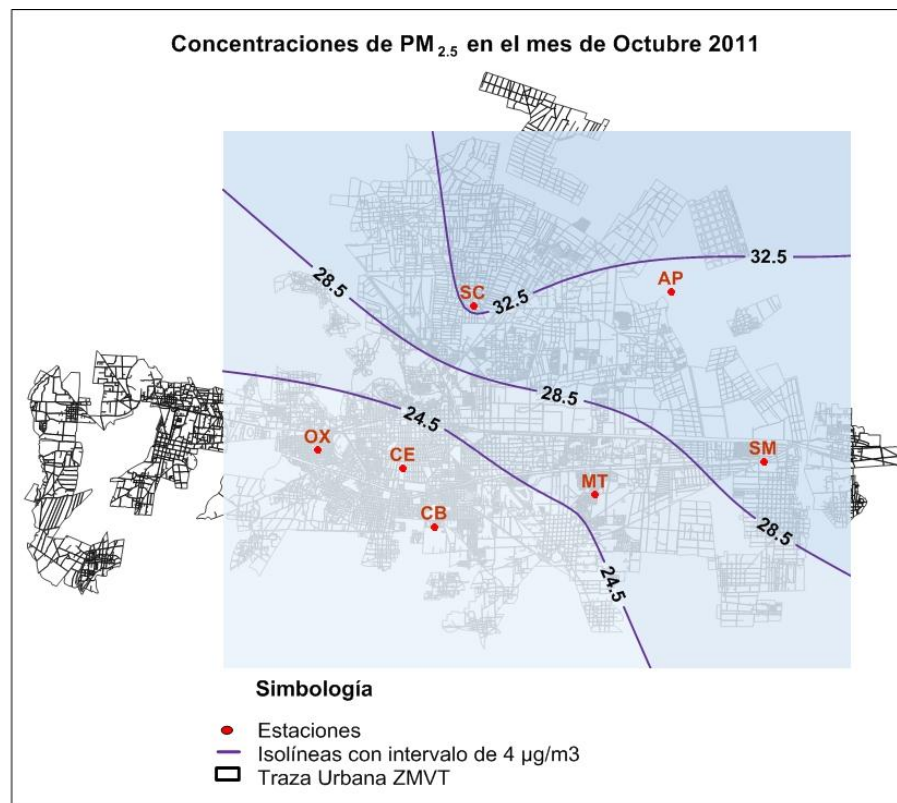 Concentraciones de PM2.5 en el mes de Octubre 2011
28.5
32.5
AP
SC
32.5
28.5
24.5
OX
CE
SM
MT
CB
28.5
24.5
Simbología
Estaciones
Isolíneas con intervalo de 4 µg/m3
Traza Urbana ZMVT